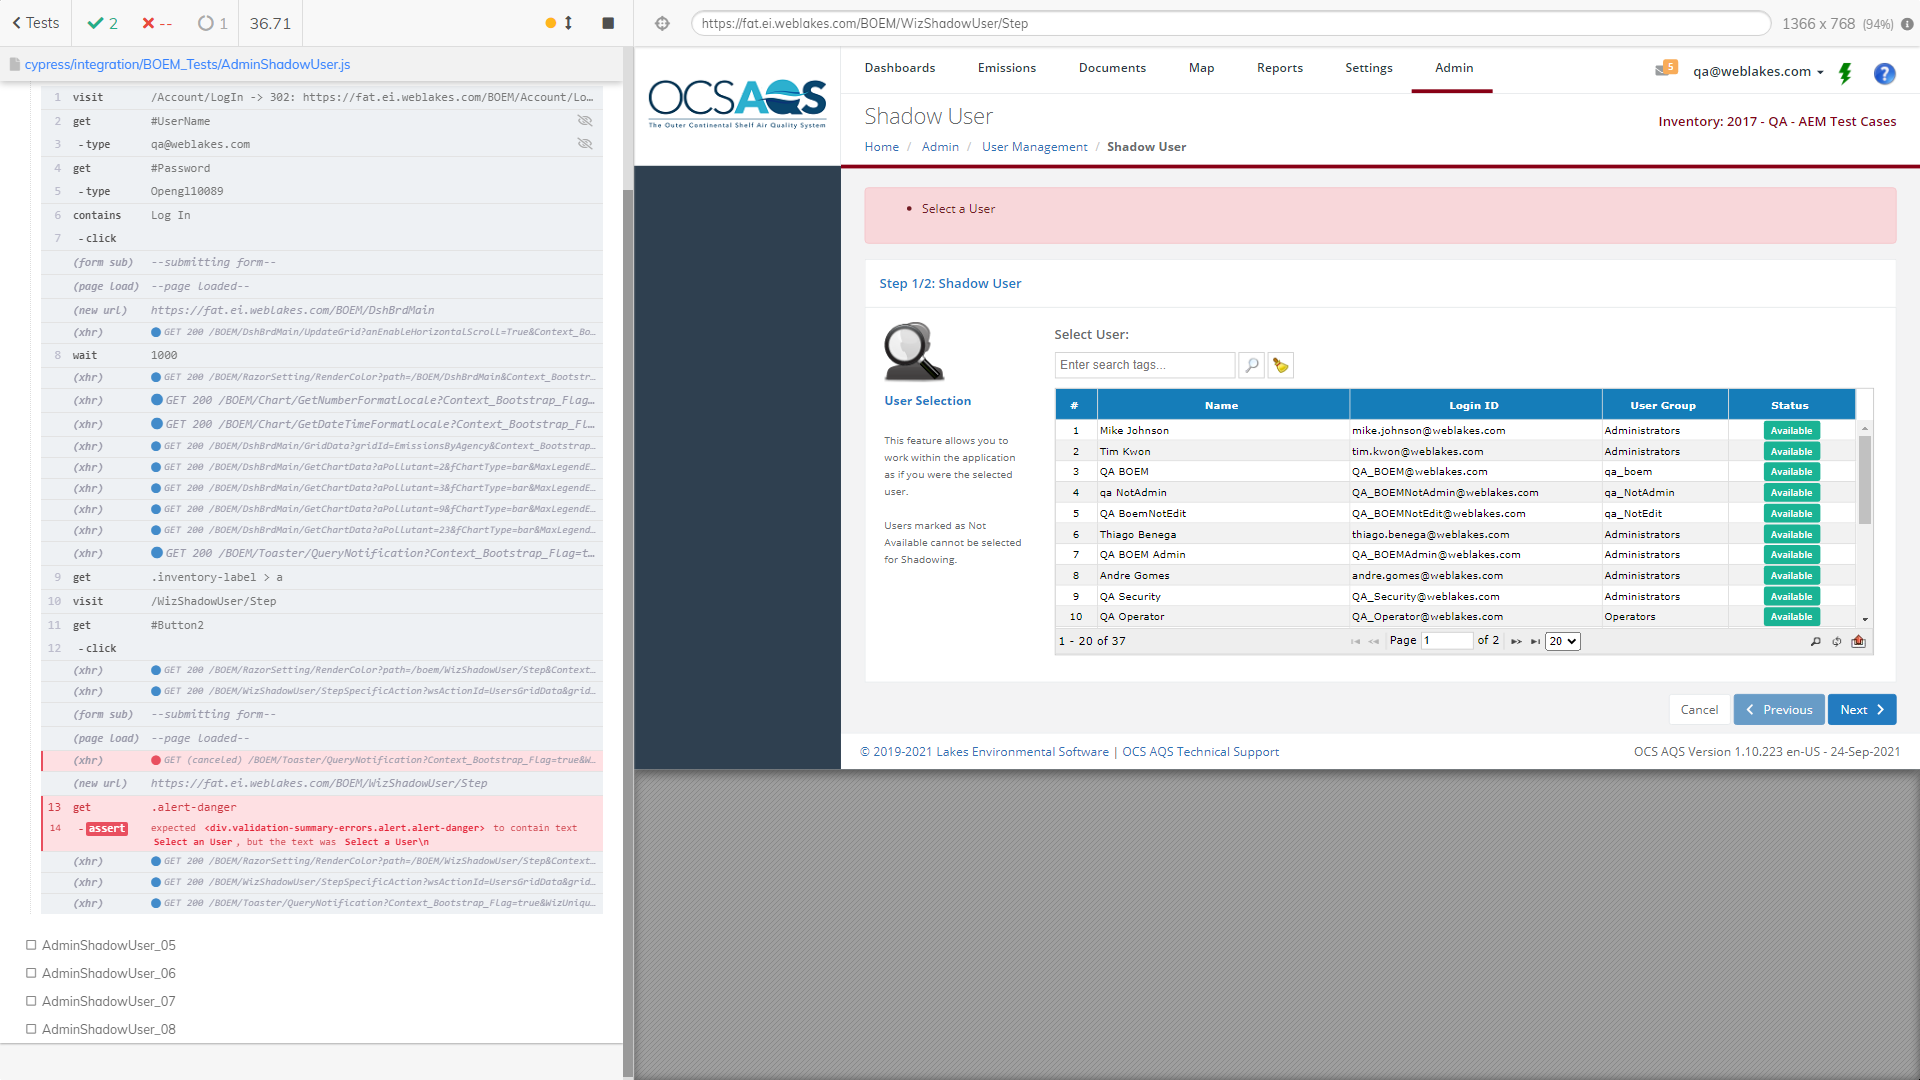 Tests
2
--
1
36.71
https://fat.ei.weblakes.com/BOEM/WizShadowUser/Step
1366 x 768 (94%)
cypress/integration/BOEM_Tests/AdminShadowUser.js
1 visit /Account/LogIn -> 302: https://fat.ei.weblakes.com/BOEM/Account/Lo...
2 get #UserName
3 -type qa@weblakes.com
4 get #Password
5 -type Opengl10089
6 contains Log In
7 -click
(form sub) --submitting form--
(page load) --page loaded--
(new url) https://fat.ei.weblakes.com/BOEM/DshBrdMain
(xhr) GET 200 /BOEM/DshBrdMain/UpdateGrid?anEnableHorizontalScroll=True&Context_Bo...
8 wait 1000
(xhr) GET 200 /BOEM/RazorSetting/RenderColor?path=/BOEM/DshBrdMain&Context_Bootstr...
(xhr) GET 200 /BOEM/Chart/GetNumberFormatLocale?Context_Bootstrap_Flag...
(xhr) GET 200 /BOEM/Chart/GetDateTimeFormatLocale?Context_Bootstrap_Fl...
(xhr) GET 200 /BOEM/DshBrdMain/GridData?gridId=EmissionsByAgency&Context_Bootstrap...
(xhr) GET 200 /BOEM/DshBrdMain/GetChartData?aPollutant=2&fChartType=bar&MaxLegendE...
(xhr) GET 200 /BOEM/DshBrdMain/GetChartData?aPollutant=3&fChartType=bar&MaxLegendE...
(xhr) GET 200 /BOEM/DshBrdMain/GetChartData?aPollutant=9&fChartType=bar&MaxLegendE...
(xhr) GET 200 /BOEM/DshBrdMain/GetChartData?aPollutant=23&fChartType=bar&MaxLegend...
(xhr) GET 200 /BOEM/Toaster/QueryNotification?Context_Bootstrap_Flag=t...
9 get .inventory-label > a
10 visit /WizShadowUser/Step
11 get #Button2
12 -click
(xhr) GET 200 /BOEM/RazorSetting/RenderColor?path=/boem/WizShadowUser/Step&Context...
(xhr) GET 200 /BOEM/WizShadowUser/StepSpecificAction?wsActionId=UsersGridData&grid...
(form sub) --submitting form--
(page load) --page loaded--
(xhr) GET (canceled) /BOEM/Toaster/QueryNotification?Context_Bootstrap_Flag=true&W...
(new url) https://fat.ei.weblakes.com/BOEM/WizShadowUser/Step
13 get .alert-danger
14 -assert expected <div.validation-summary-errors.alert.alert-danger> to contain text
Select an User, but the text was Select a User\n
(xhr) GET 200 /BOEM/RazorSetting/RenderColor?path=/BOEM/WizShadowUser/Step&Context...
(xhr) GET 200 /BOEM/WizShadowUser/StepSpecificAction?wsActionId=UsersGridData&grid...
(xhr) GET 200 /BOEM/Toaster/QueryNotification?Context_Bootstrap_Flag=true&WizUniqu...
AdminShadowUser_05
AdminShadowUser_06
AdminShadowUser_07
AdminShadowUser_08
OCSAQS
The Outer Continental Shelf Air Quality System
Dashboards Emissions Documents Map Reports Settings Admin
5
qa@weblakes.com
?
Shadow User
Inventory: 2017 - QA - AEM Test Cases
Home / Admin / User Management / Shadow User
• Select a User
Step 1/2: Shadow User
User Selection
This feature allows you to
work within the application
as if you were the selected
user.
Users marked as Not
Available cannot be selected
for Shadowing.
Select User:
Enter search tags...
# Name Login ID User Group Status
1 Mike Johnson mike.johnson@weblakes.com Administrators Available
2 Tim Kwon tim.kwon@weblakes.com Administrators Available
3 QA BOEM QA_BOEM@weblakes.com qa_boem Available
4 qa NotAdmin QA_BOEMNotAdmin@weblakes.com qa_NotAdmin Available
5 QA BoemNotEdit QA_BOEMNotEdit@weblakes.com qa_NotEdit Available
6 Thiago Benega thiago.benega@weblakes.com Administrators Available
7 QA BOEM Admin QA_BOEMAdmin@weblakes.com Administrators Available
8 Andre Gomes andre.gomes@weblakes.com Administrators Available
9 QA Security QA_Security@weblakes.com Administrators Available
10 QA Operator QA_Operator@weblakes.com Operators Available
1 - 20 of 37 Page 1 of 2 20
Cancel Previous Next
© 2019-2021 Lakes Environmental Software | OCS AQS Technical Support
OCS AQS Version 1.10.223 en-US - 24-Sep-2021